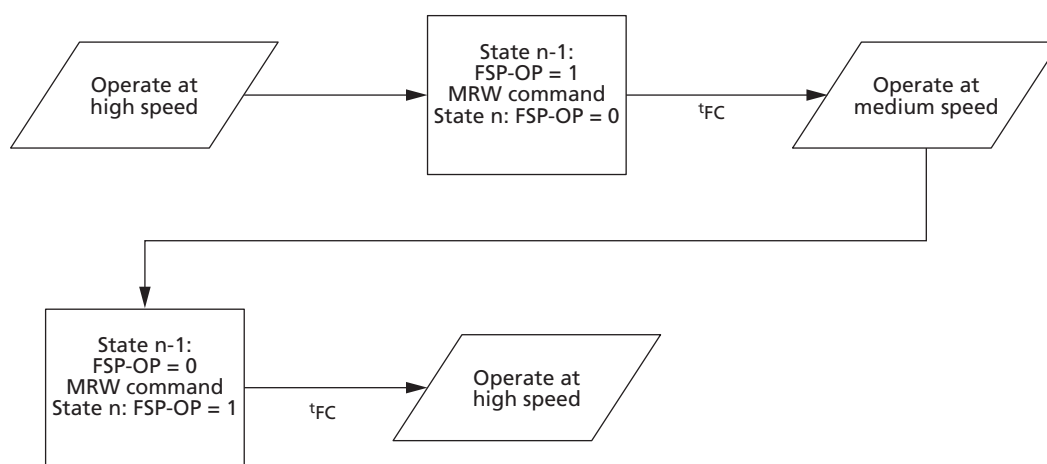 Operate at
high speed
State n-1:
FSP-OP = 1
MRW command
State n: FSP-OP = 0
tFC
Operate at
medium speed
State n-1:
FSP-OP = 0
MRW command
State n: FSP-OP = 1
tFC
Operate at
high speed